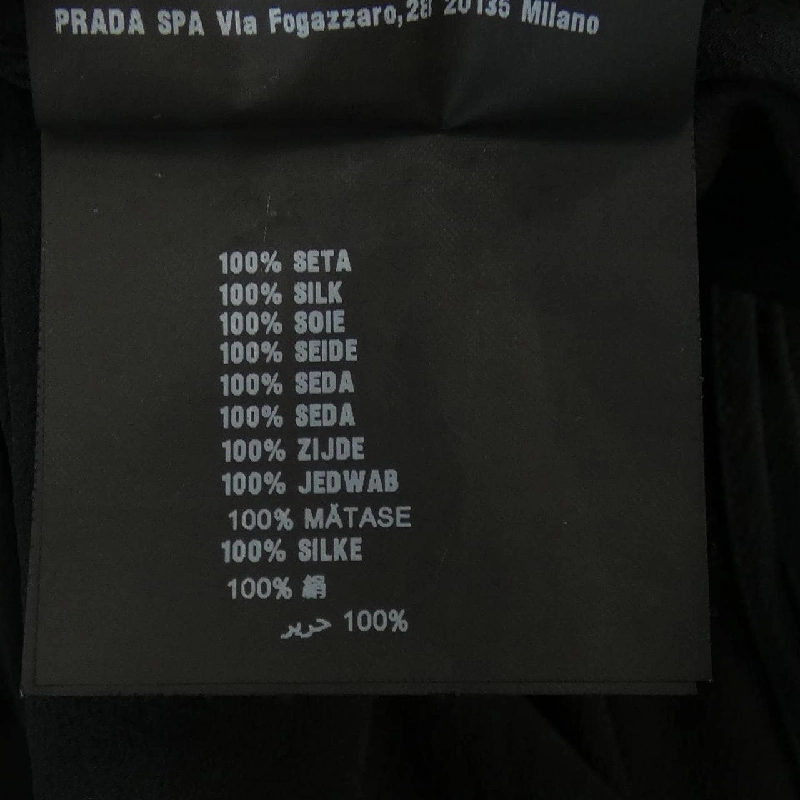 PRADA SPA Via Fogazzaro,28 20135 Milano
100% SETA
100% SILK
100% SOIE
100% SEIDE
100% SEDA
100% SEDA
100% ZIJDE
100% JEDWAB
100% MĂTASE
100% SILKE
100% 絹
100% حرير